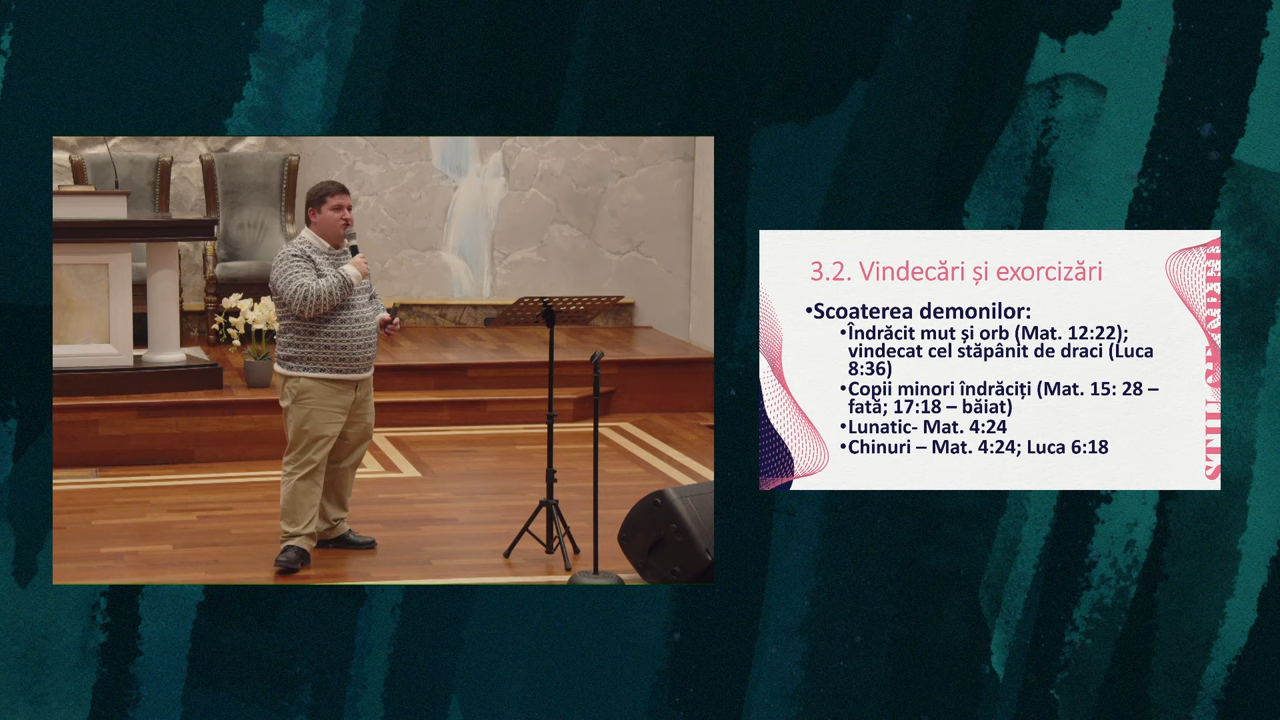 3.2. Vindecări și exorcizări
•Scoaterea demonilor:
•Îndrăcit mut și orb (Mat. 12:22);
vindecat cel stăpânit de draci (Luca
8:36)
•Copii minori îndrăciți (Mat. 15: 28 –
fată; 17:18 – băiat)
•Lunatic- Mat. 4:24
•Chinuri – Mat. 4:24; Luca 6:18